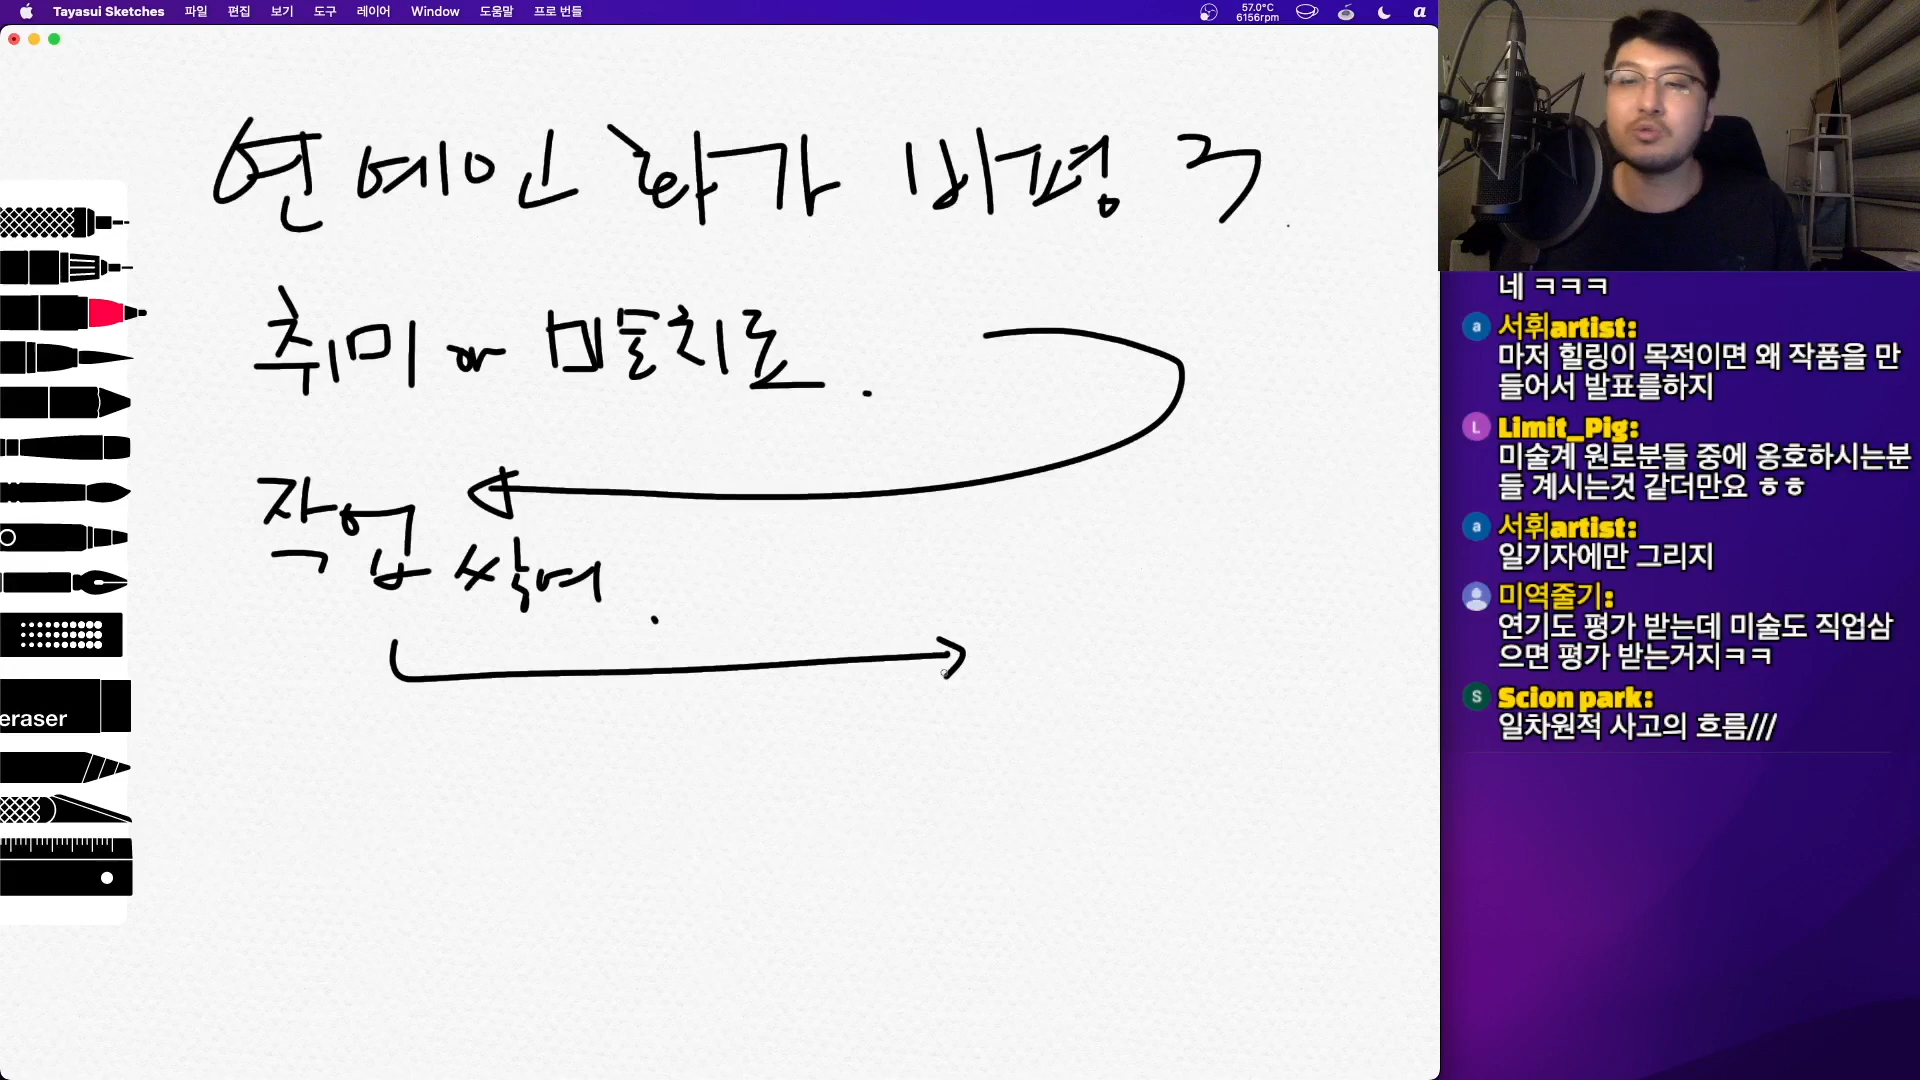 Tayasui Sketches 파일 편집 보기 도구 레이어 Window 도움말 프로 번들
57.0°C
6156rpm
연예인 화가 비평 3
취미 or 미술치료.
작업 쌓여.
eraser
네 ㅋㅋㅋ
서휘artist:
마저 힐링이 목적이면 왜 작품을 만
들어서 발표를하지
Limit_Pig:
미술계 원로분들 중에 옹호하시는분
들 계시는것 같더만요 ㅎㅎ
서휘artist:
일기자에만 그리지
미역줄기:
연기도 평가 받는데 미술도 직업삼
으면 평가 받는거지ㅋㅋ
Scion park:
일차원적 사고의 흐름///